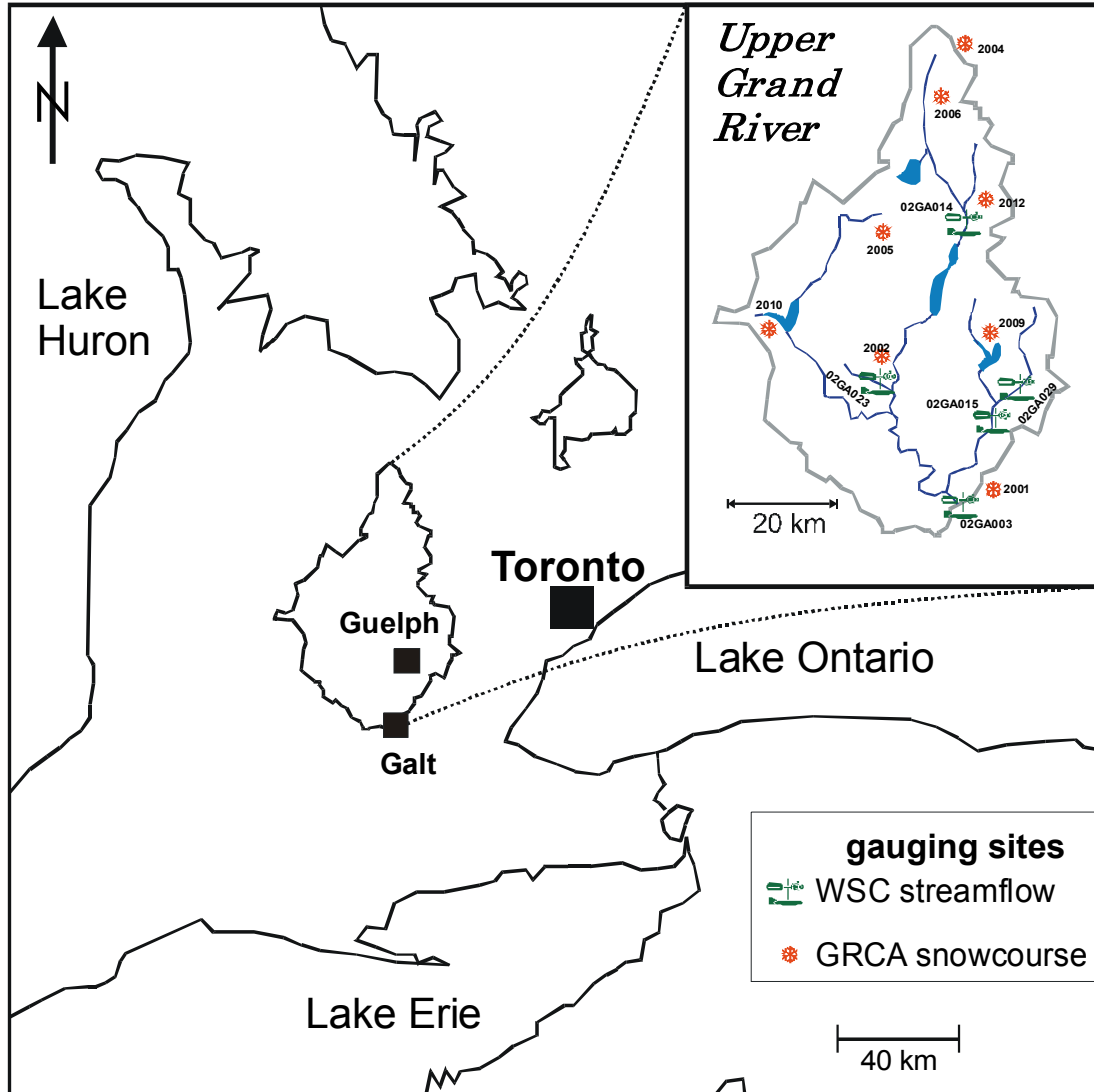 N
Upper
Grand
River
2004
2006
02GA014
2012
2005
2010
2009
2002
02GA023
02GA015
02GA029
2001
02GA003
20 km
Lake
Huron
Toronto
Guelph
Lake Ontario
Galt
gauging sites
WSC streamflow
GRCA snowcourse
Lake Erie
40 km